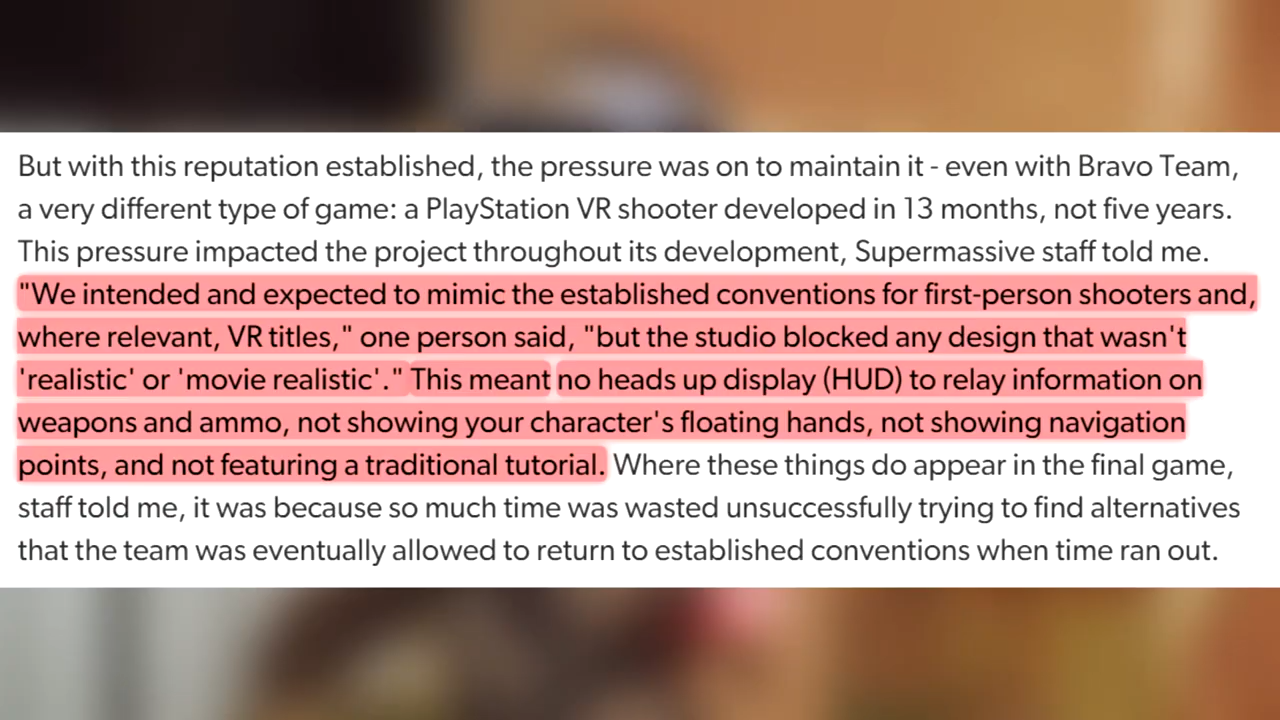 But with this reputation established, the pressure was on to maintain it - even with Bravo Team,
a very different type of game: a PlayStation VR shooter developed in 13 months, not five years.
This pressure impacted the project throughout its development, Supermassive staff told me.
"We intended and expected to mimic the established conventions for first-person shooters and,
where relevant, VR titles," one person said, "but the studio blocked any design that wasn't
'realistic' or 'movie realistic'." This meant no heads up display (HUD) to relay information on
weapons and ammo, not showing your character's floating hands, not showing navigation
points, and not featuring a traditional tutorial. Where these things do appear in the final game,
staff told me, it was because so much time was wasted unsuccessfully trying to find alternatives
that the team was eventually allowed to return to established conventions when time ran out.